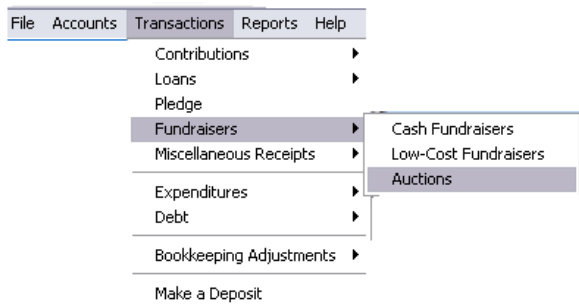 File Accounts Transactions Reports Help
Contributions
Loans
Pledge
Fundraisers
Cash Fundraisers
Miscellaneous Receipts
Low-Cost Fundraisers
Auctions
Expenditures
Debt
Bookkeeping Adjustments
Make a Deposit